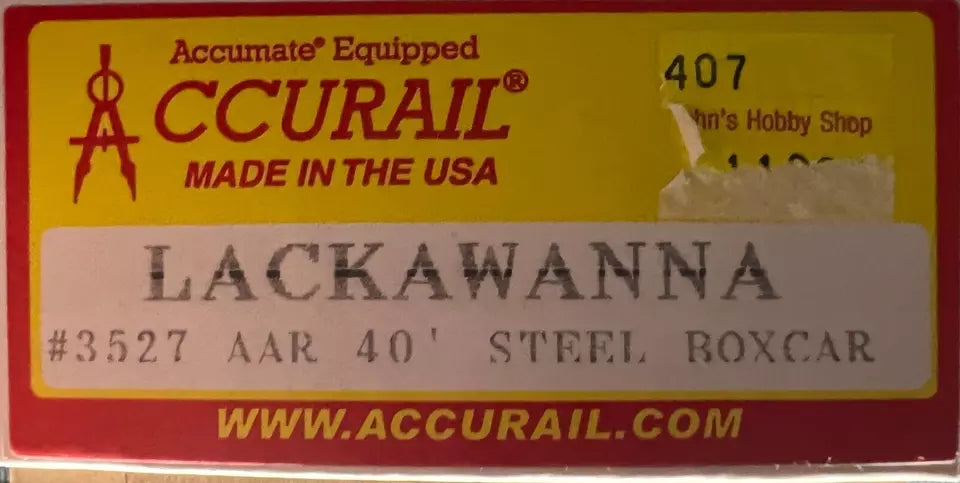 Accumate® Equipped
ACCURAIL®
MADE IN THE USA
407
hn's Hobby Shop
LACKAWANNA
#3527 AAR 40' STEEL BOXCAR
WWW.ACCURAIL.COM